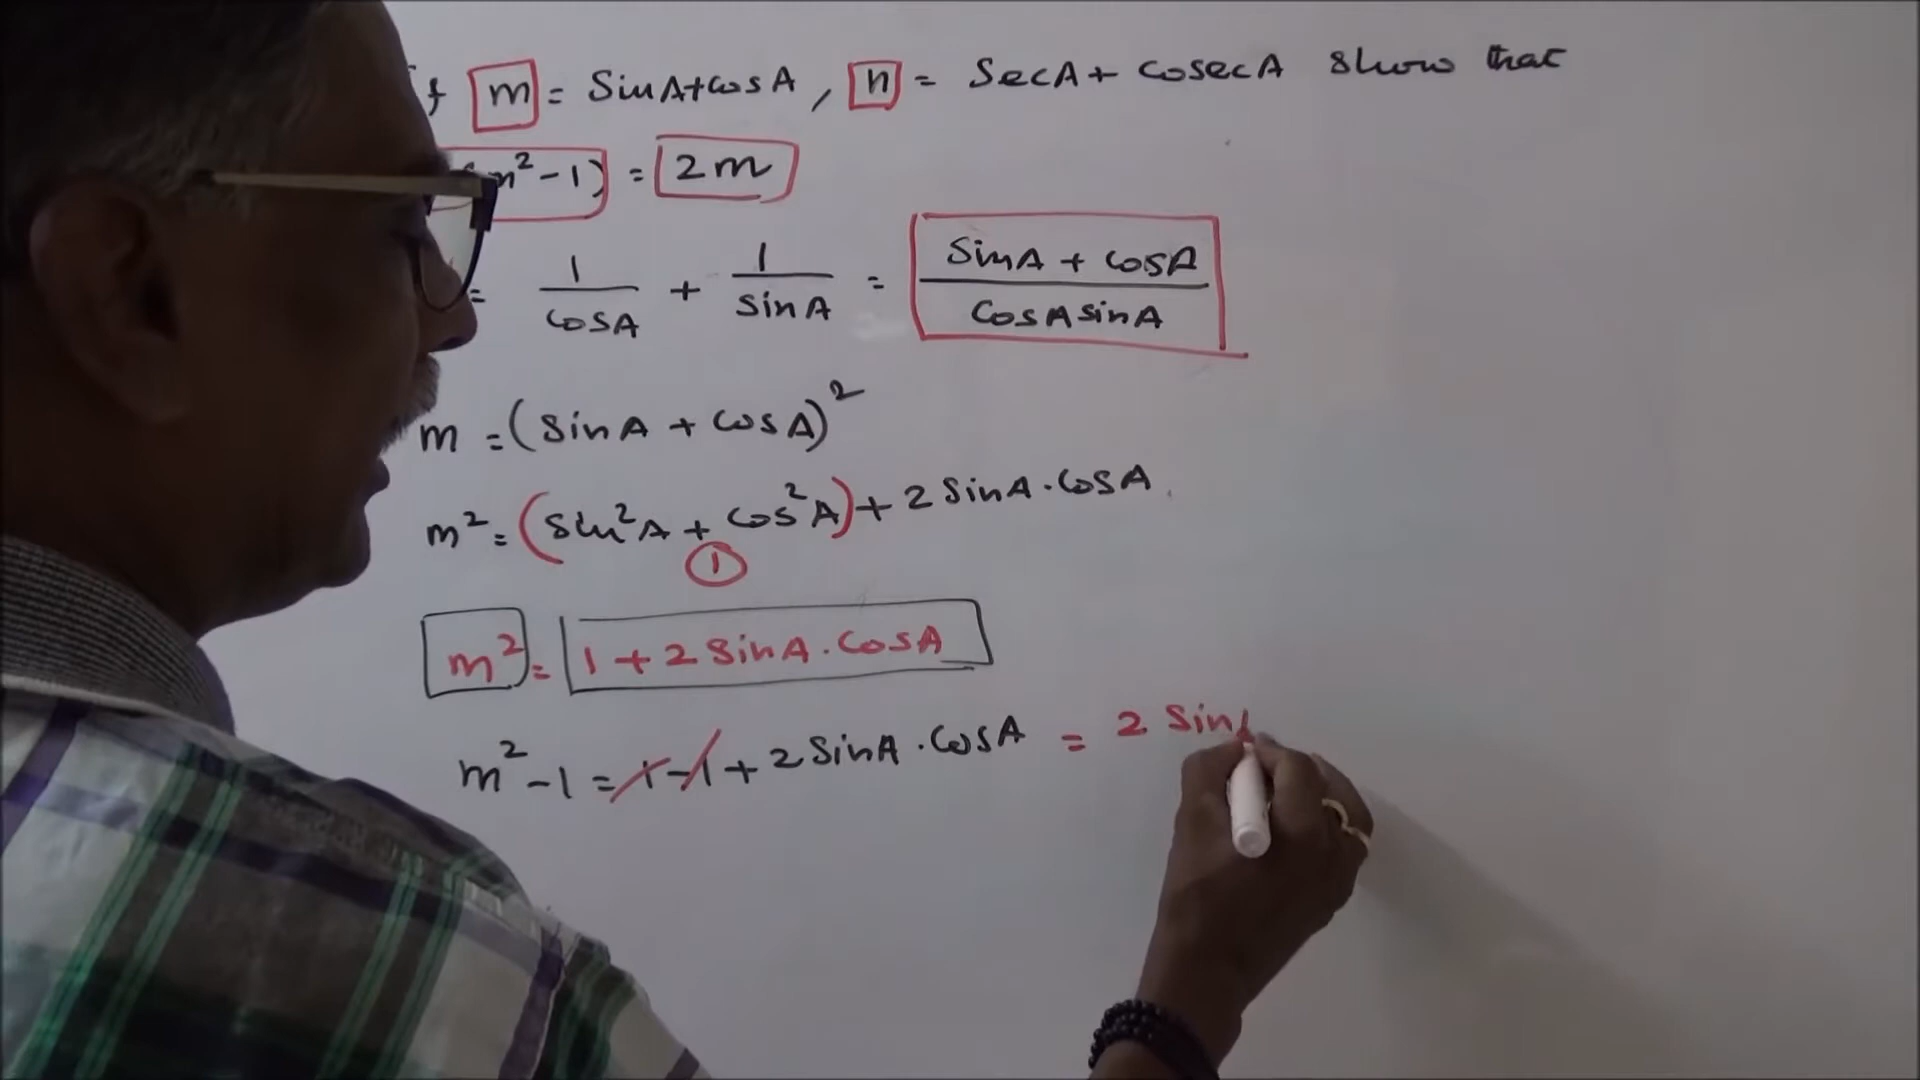 f m = SinA+CosA, n = SecA + CosecA show that
m² - 1) = 2m
= 1/CosA + 1/SinA = SinA + CosA/CosASinA
m = (SinA + CosA)²
m² = (Sin²A + Cos²A) + 2 SinA . CosA
1
m² = 1 + 2 SinA . CosA
m² - 1 = 1 - 1 + 2 SinA . CosA = 2 Sin